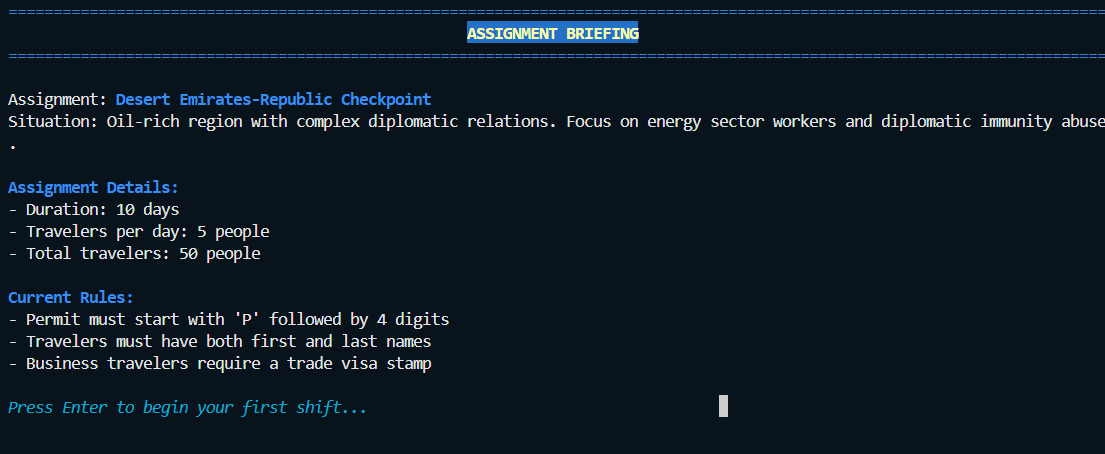 ================================================================================================================================
ASSIGNMENT BRIEFING
================================================================================================================================
Assignment: Desert Emirates-Republic Checkpoint
Situation: Oil-rich region with complex diplomatic relations. Focus on energy sector workers and diplomatic immunity abuse
.
Assignment Details:
- Duration: 10 days
- Travelers per day: 5 people
- Total travelers: 50 people
Current Rules:
- Permit must start with 'P' followed by 4 digits
- Travelers must have both first and last names
- Business travelers require a trade visa stamp
Press Enter to begin your first shift...